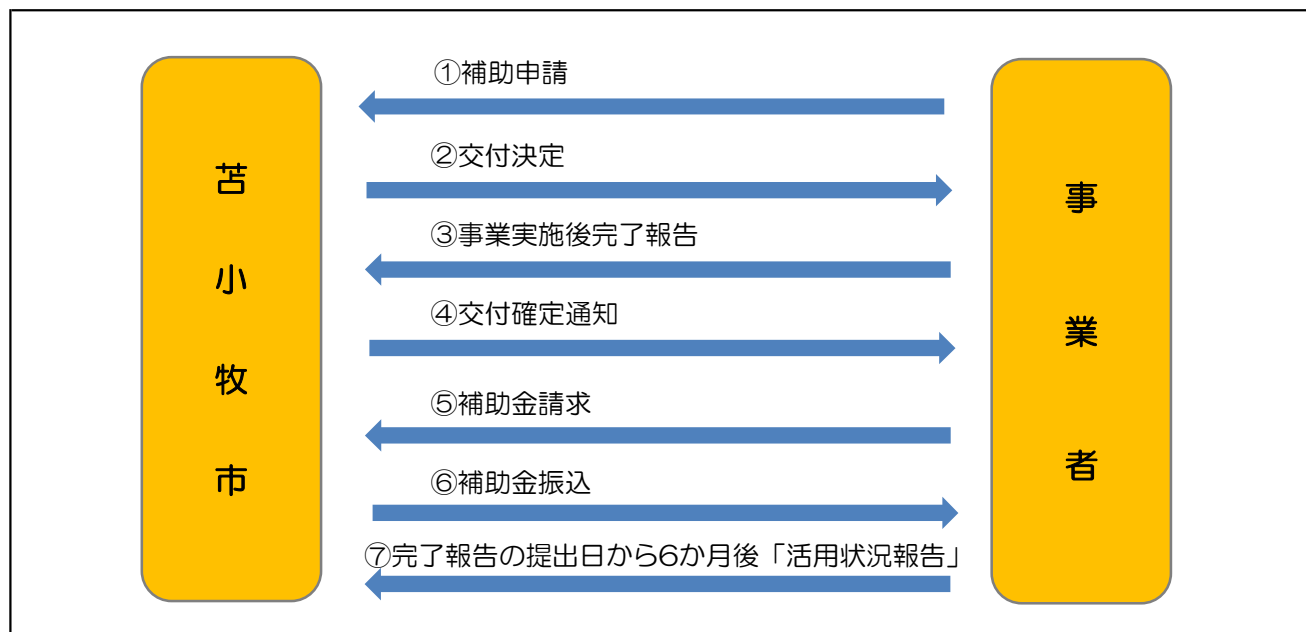 苫小牧市
①補助申請
②交付決定
③事業実施後完了報告
④交付確定通知
⑤補助金請求
⑥補助金振込
⑦完了報告の提出日から6か月後「活用状況報告」
事業者